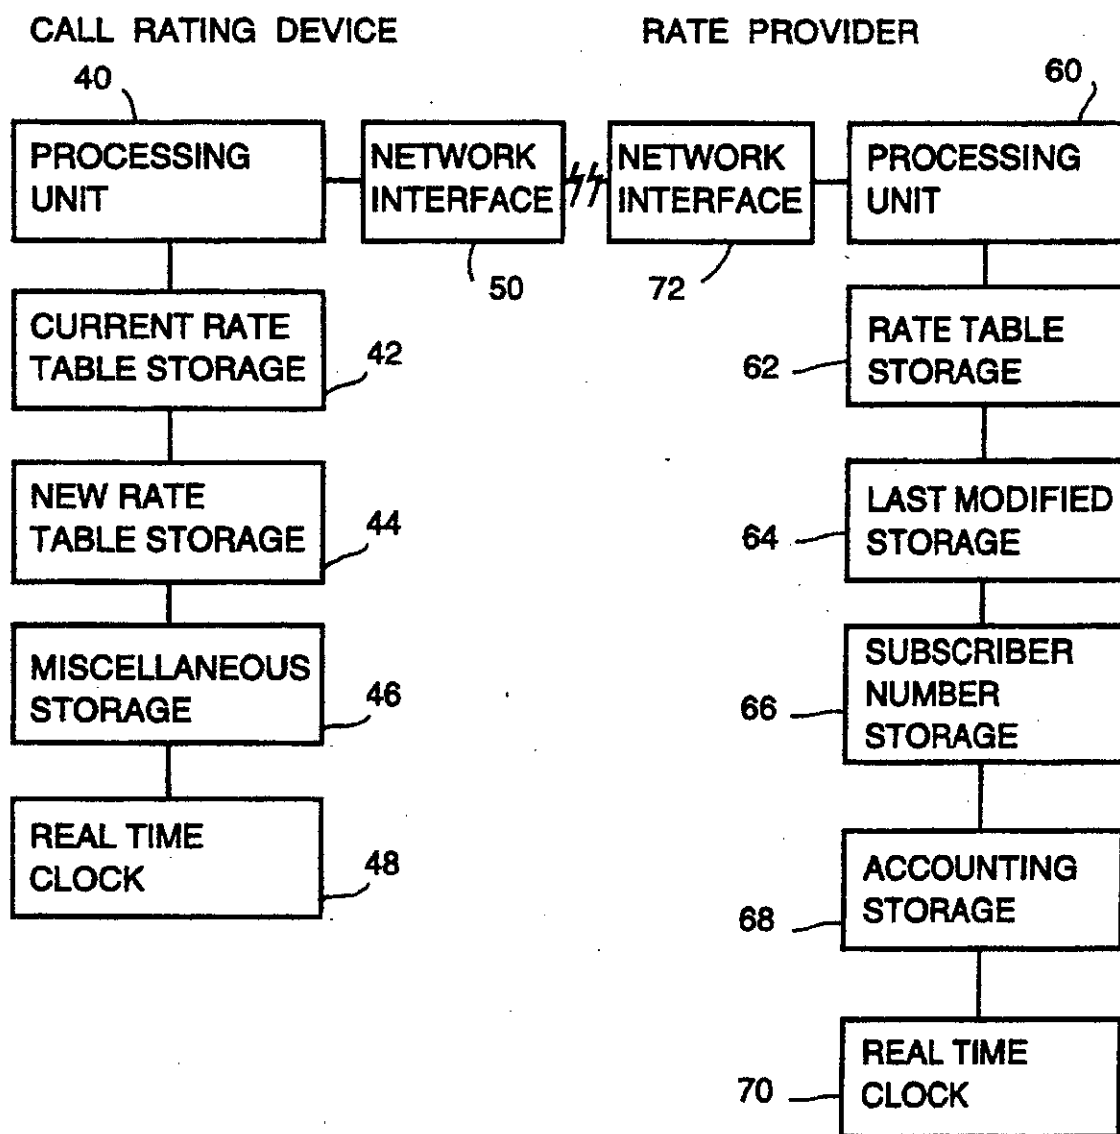 CALL RATING DEVICE
RATE PROVIDER
40
60
PROCESSING
UNIT
NETWORK
INTERFACE
NETWORK
INTERFACE
PROCESSING
UNIT
50
72
CURRENT RATE
TABLE STORAGE
42
RATE TABLE
STORAGE
62
NEW RATE
TABLE STORAGE
44
LAST MODIFIED
STORAGE
64
MISCELLANEOUS
STORAGE
46
SUBSCRIBER
NUMBER
STORAGE
66
REAL TIME
CLOCK
48
ACCOUNTING
STORAGE
68
REAL TIME
CLOCK
70